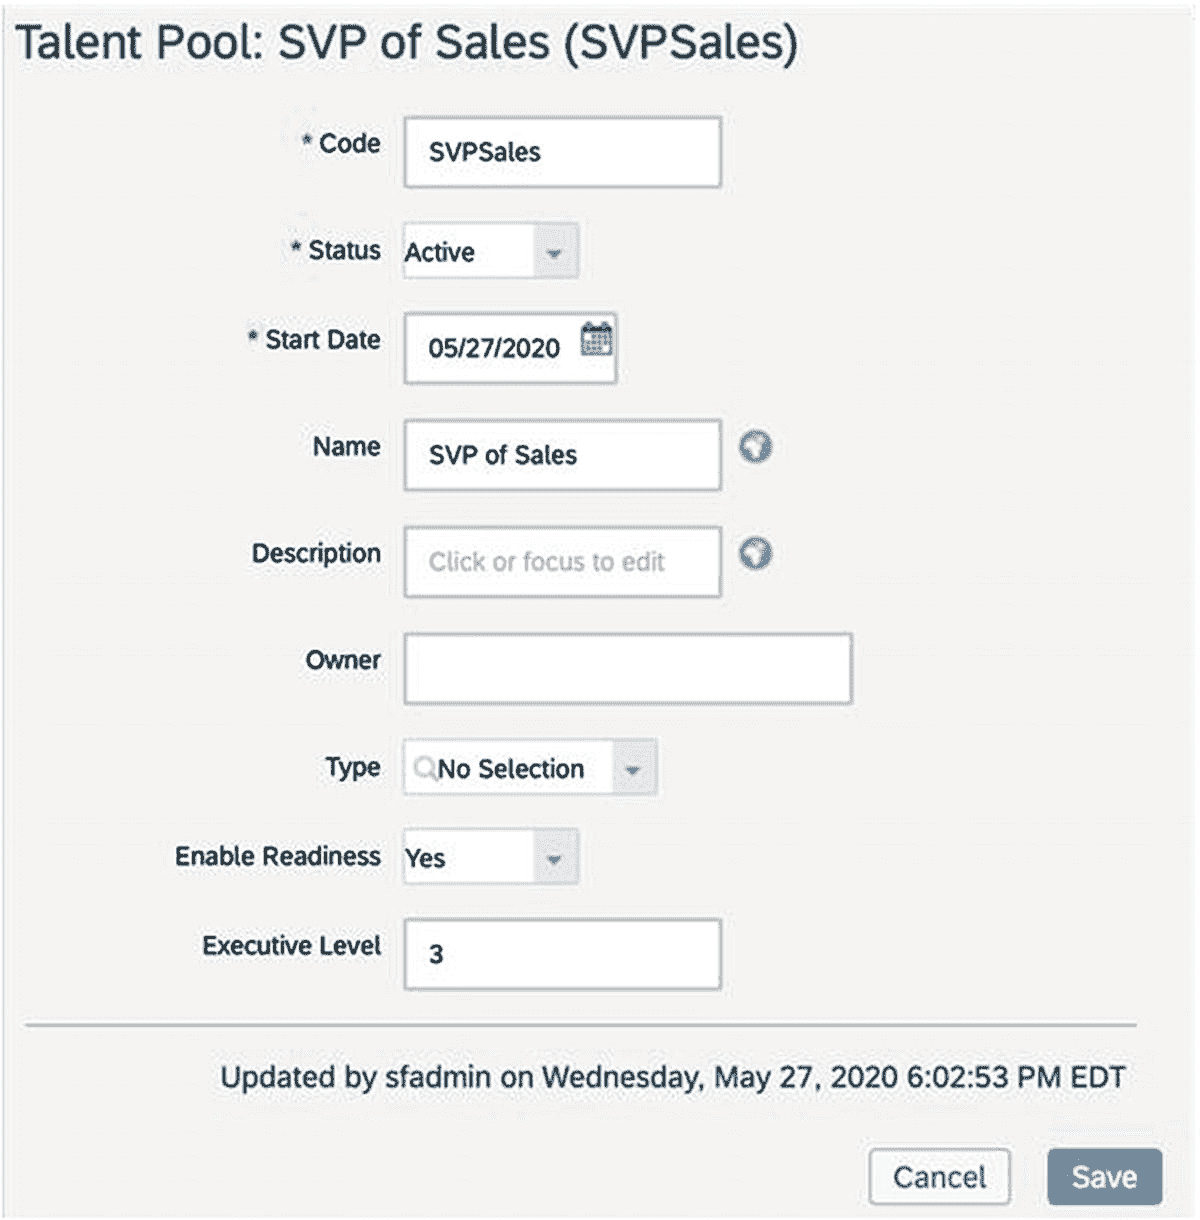 Talent Pool: SVP of Sales (SVPSales)
* Code SVPSales
* Status Active
* Start Date 05/27/2020
Name SVP of Sales
Description Click or focus to edit
Owner
Type No Selection
Enable Readiness Yes
Executive Level 3
Updated by sfadmin on Wednesday, May 27, 2020 6:02:53 PM EDT
Cancel Save